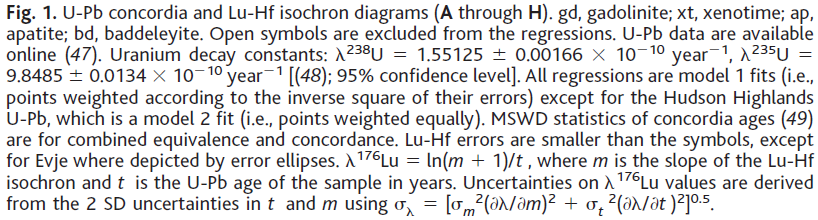 Fig. 1. U-Pb concordia and Lu-Hf isochron diagrams (A through H). gd, gadolinite; xt, xenotime; ap,
apatite; bd, baddeleyite. Open symbols are excluded from the regressions. U-Pb data are available
online (47). Uranium decay constants: λ²³⁸U = 1.55125 ± 0.00166 × 10⁻¹⁰ year⁻¹, λ²³⁵U =
9.8485 ± 0.0134 × 10⁻¹⁰ year⁻¹ [(48); 95% confidence level]. All regressions are model 1 fits (i.e.,
points weighted according to the inverse square of their errors) except for the Hudson Highlands
U-Pb, which is a model 2 fit (i.e., points weighted equally). MSWD statistics of concordia ages (49)
are for combined equivalence and concordance. Lu-Hf errors are smaller than the symbols, except
for Evje where depicted by error ellipses. λ¹⁷⁶Lu = ln(m + 1)/t, where m is the slope of the Lu-Hf
isochron and t is the U-Pb age of the sample in years. Uncertainties on λ¹⁷⁶Lu values are derived
from the 2 SD uncertainties in t and m using σ_λ = [σ_m²(∂λ/∂m)² + σ_t²(∂λ/∂t)²]⁰·⁵.